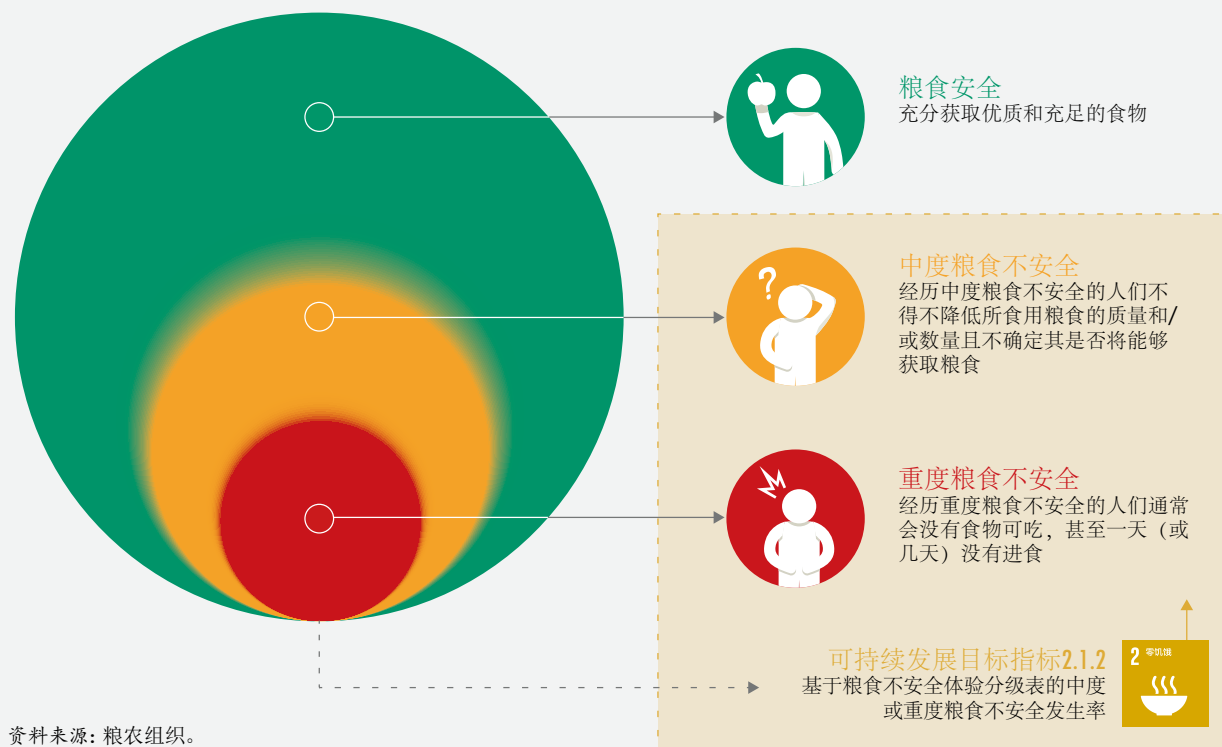 粮食安全
充分获取优质和充足的食物
中度粮食不安全
经历中度粮食不安全的人们不
得不降低所食用粮食的质量和/
或数量且不确定其是否将能够
获取粮食
重度粮食不安全
经历重度粮食不安全的人们通常
会没有食物可吃，甚至一天（或
几天）没有进食
可持续发展目标指标2.1.2
基于粮食不安全体验分级表的中度
或重度粮食不安全发生率
2 零饥饿
资料来源：粮农组织。